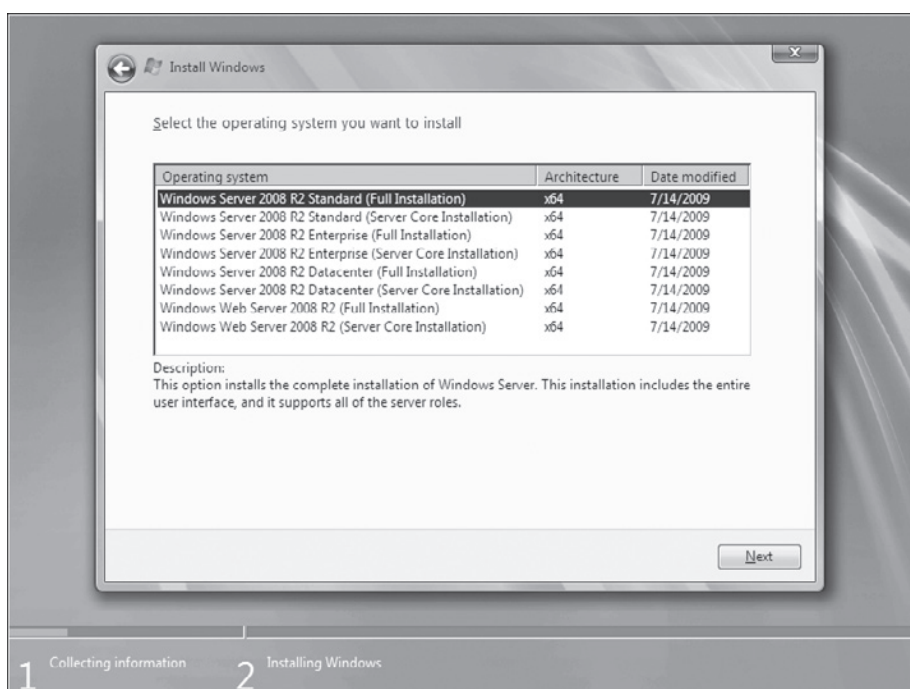 Install Windows
Select the operating system you want to install
Operating system Architecture Date modified
Windows Server 2008 R2 Standard (Full Installation) x64 7/14/2009
Windows Server 2008 R2 Standard (Server Core Installation) x64 7/14/2009
Windows Server 2008 R2 Enterprise (Full Installation) x64 7/14/2009
Windows Server 2008 R2 Enterprise (Server Core Installation) x64 7/14/2009
Windows Server 2008 R2 Datacenter (Full Installation) x64 7/14/2009
Windows Server 2008 R2 Datacenter (Server Core Installation) x64 7/14/2009
Windows Web Server 2008 R2 (Full Installation) x64 7/14/2009
Windows Web Server 2008 R2 (Server Core Installation) x64 7/14/2009
Description:
This option installs the complete installation of Windows Server. This installation includes the entire
user interface, and it supports all of the server roles.
Next
1 Collecting information 2 Installing Windows